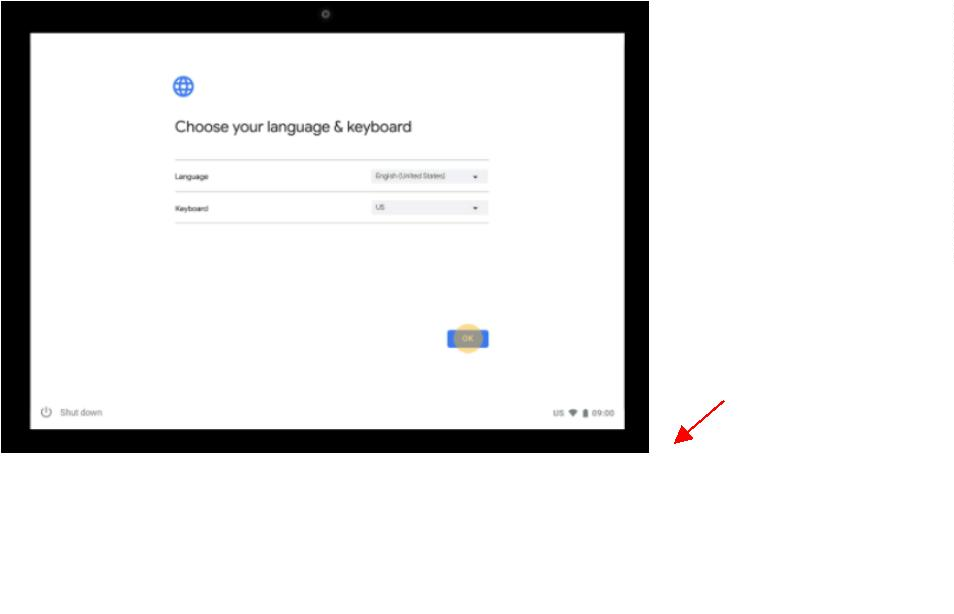 Choose your language & keyboard
Language English (United States)
Keyboard US
OK
Shut down US 09:00